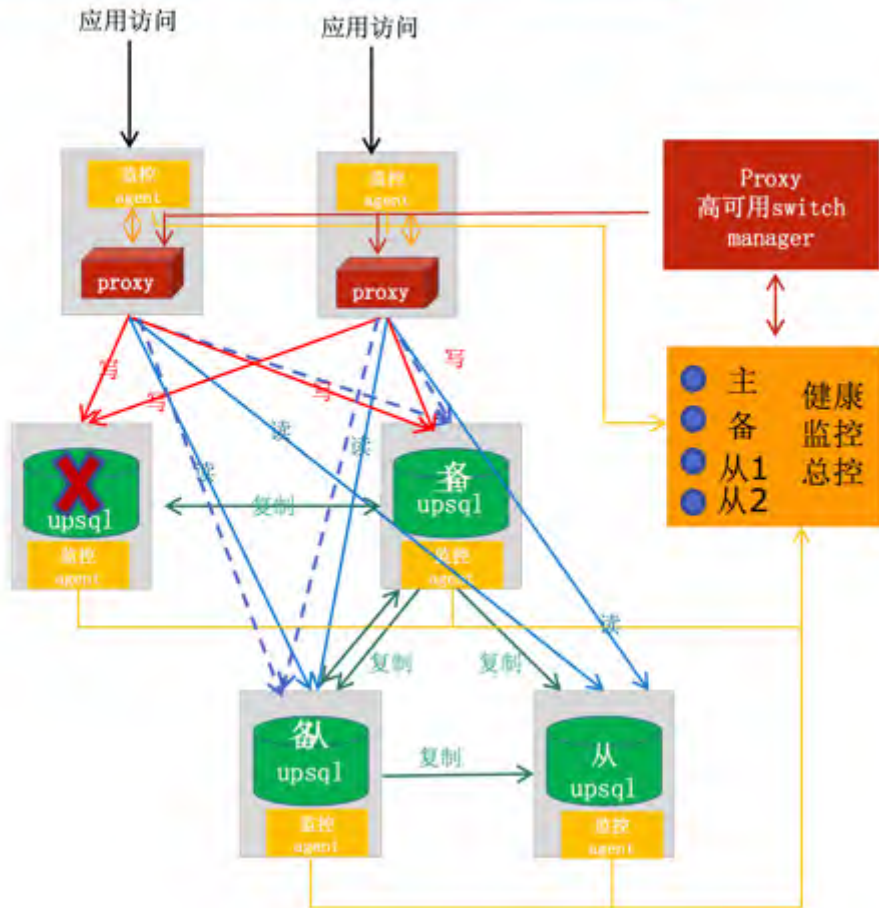 应用访问
应用访问
监控
agent
监控
agent
proxy
proxy
Proxy
高可用switch
manager
写
写
写
写
读
读
读
读
主
备
从1
从2
健康
监控
总控
X
upsql
监控
agent
复制
upsql
监控
agent
复制
复制
upsql
监控
agent
复制
从
upsql
监控
agent